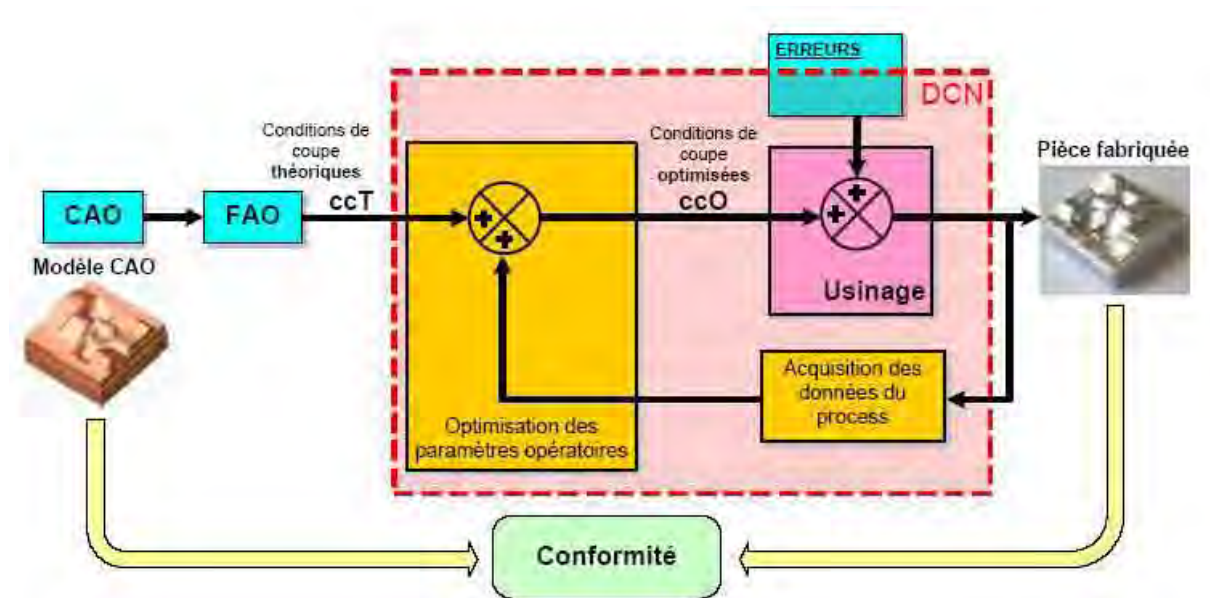 ERREURS
DCN
Conditions de
coupe
théoriques
ccT
Conditions de
coupe
optimisées
ccO
Pièce fabriquée
CAO
FAO
Modèle CAO
Usinage
Acquisition des
données du
process
Optimisation des
paramètres opératoires
Conformité